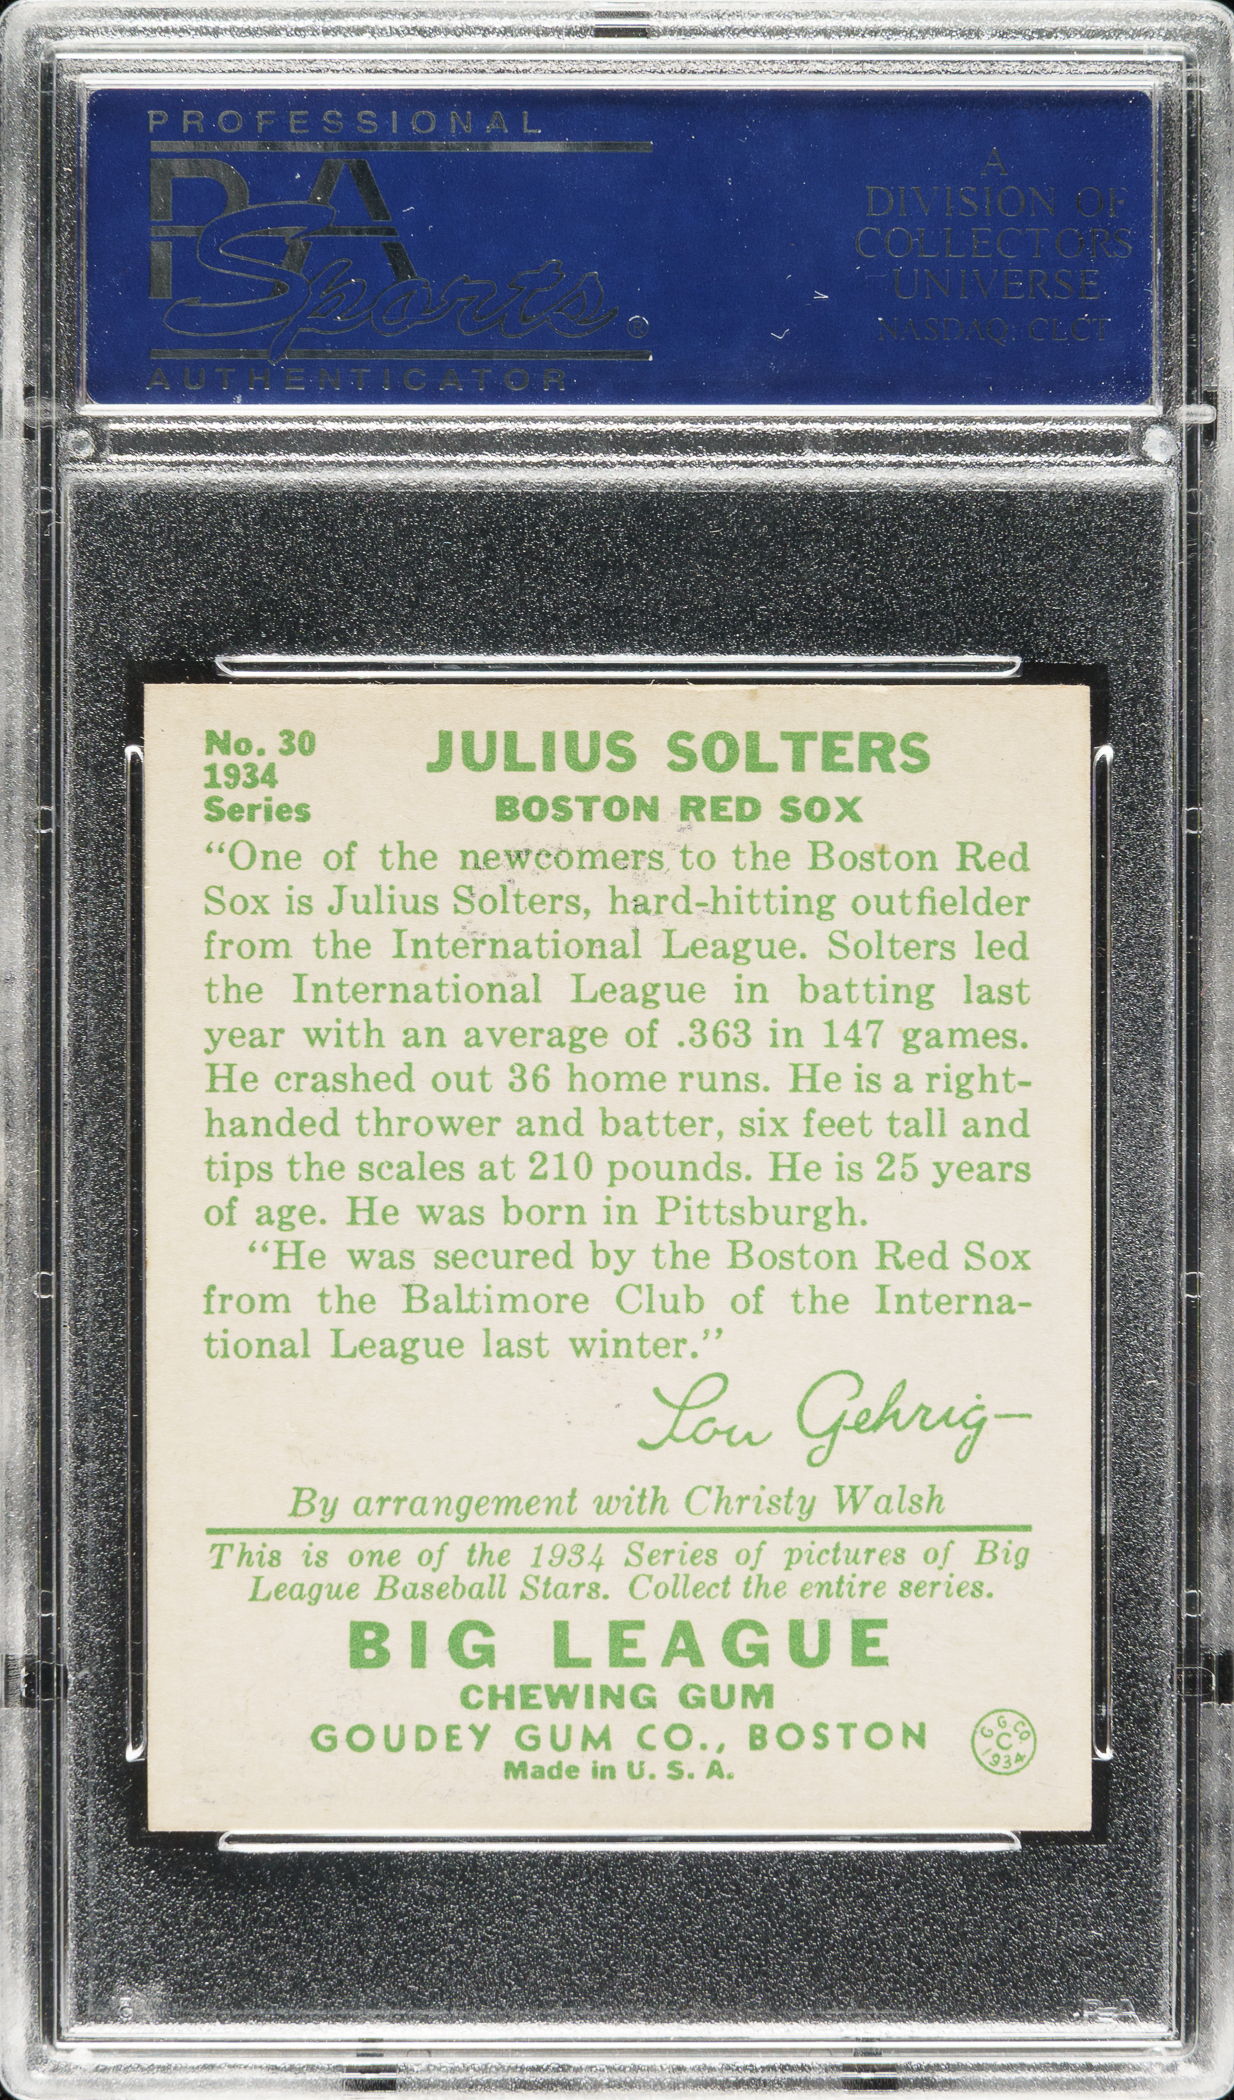 PROFESSIONAL
PSA
Sports®
AUTHENTICATOR
A
DIVISION OF
COLLECTORS
UNIVERSE
NASDAQ: CLCT
No. 30
1934
Series
JULIUS SOLTERS
BOSTON RED SOX
“One of the newcomers to the Boston Red
Sox is Julius Solters, hard-hitting outfielder
from the International League. Solters led
the International League in batting last
year with an average of .363 in 147 games.
He crashed out 36 home runs. He is a right-
handed thrower and batter, six feet tall and
tips the scales at 210 pounds. He is 25 years
of age. He was born in Pittsburgh.
“He was secured by the Boston Red Sox
from the Baltimore Club of the Interna-
tional League last winter.”
Lou Gehrig
By arrangement with Christy Walsh
This is one of the 1934 Series of pictures of Big
League Baseball Stars. Collect the entire series.
BIG LEAGUE
CHEWING GUM
GOUDEY GUM CO., BOSTON
Made in U. S. A.
G. G. CO.
C
1934
PSA